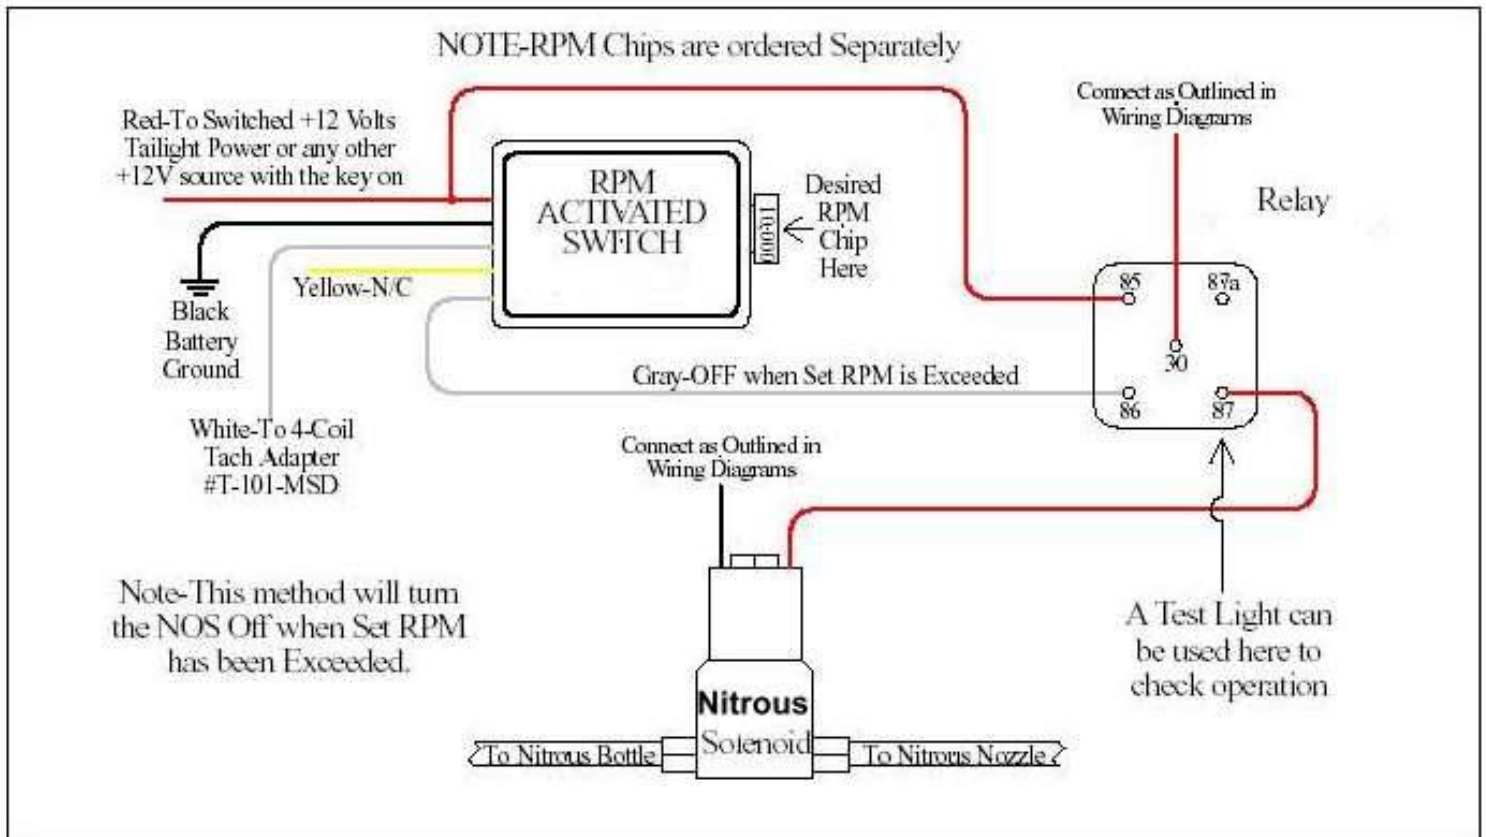 NOTE-RPM Chips are ordered Separately
Red-To Switched +12 Volts
Tailight Power or any other
+12V source with the key on
RPM
ACTIVATED
SWITCH
Desired
RPM
Chip
Here
Connect as Outlined in
Wiring Diagrams
Relay
Yellow-N/C
Black
Battery
Ground
85
87a
30
86
87
Gray-OFF when Set RPM is Exceeded
White-To 4-Coil
Tach Adapter
#T-101-MSD
Connect as Outlined in
Wiring Diagrams
Note-This method will turn
the NOS Off when Set RPM
has been Exceeded.
A Test Light can
be used here to
check operation
Nitrous
Solenoid
To Nitrous Bottle
To Nitrous Nozzle